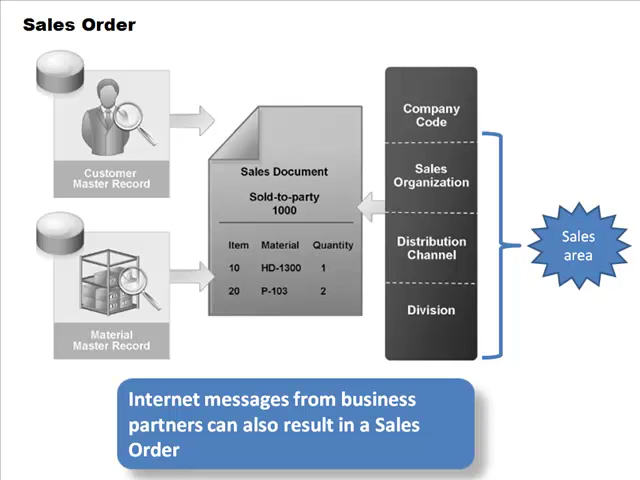 Sales Order
Customer
Master Record
Material
Master Record
Sales Document
Sold-to-party
1000
Item Material Quantity
10 HD-1300 1
20 P-103 2
Company
Code
Sales
Organization
Distribution
Channel
Division
Sales
area
Internet messages from business
partners can also result in a Sales
Order